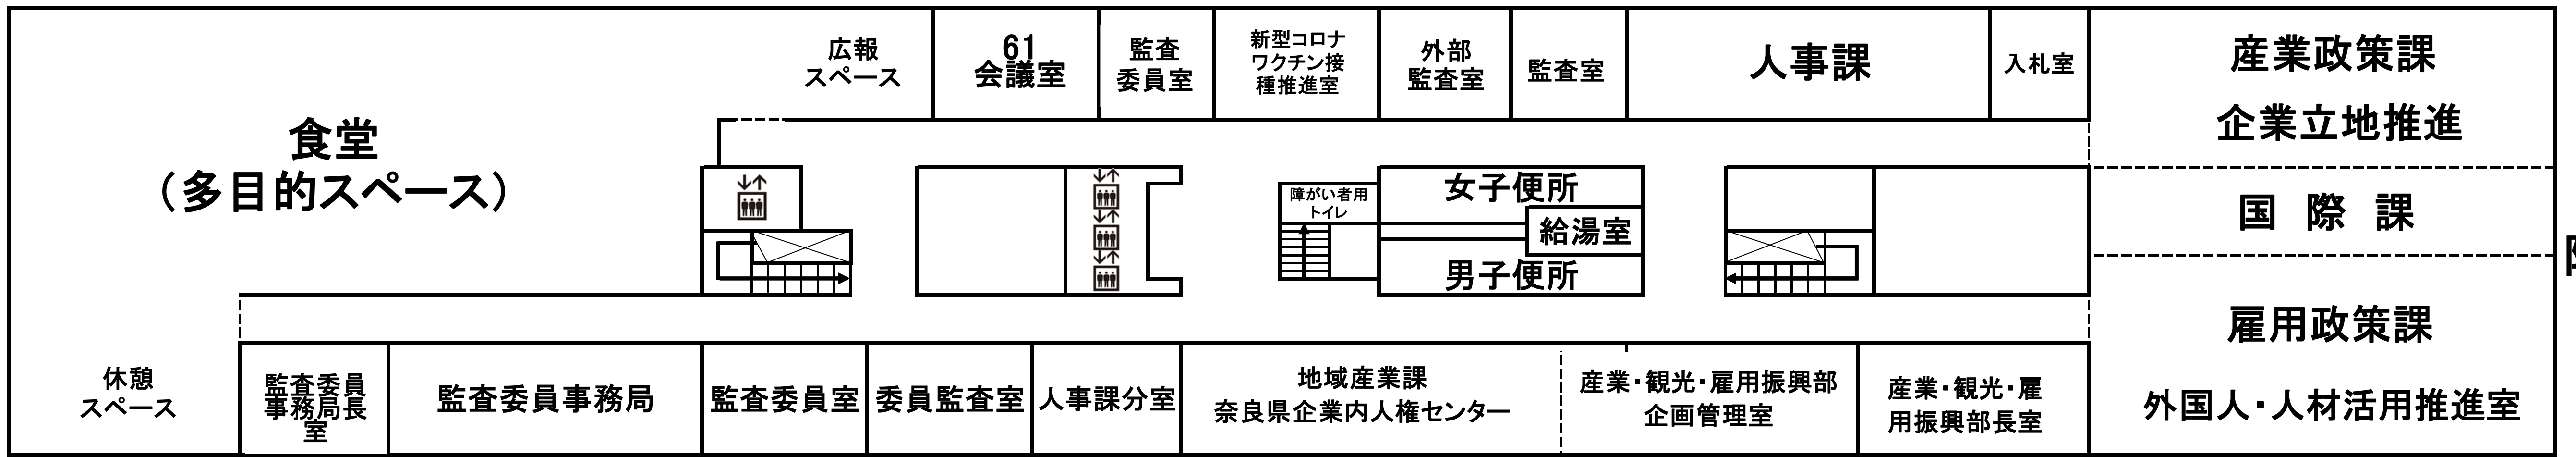 広報
スペース
61
会議室
監査
委員室
新型コロナ
ワクチン接
種推進室
外部
監査室
監査室
人事課
入札室
産業政策課
企業立地推進
食堂
（多目的スペース）
障がい者用
トイレ
女子便所
給湯室
男子便所
国際課
雇用政策課
外国人・人材活用推進室
休憩
スペース
監査委員
事務局長
室
監査委員事務局
監査委員室
委員監査室
人事課分室
地域産業課
奈良県企業内人権センター
産業・観光・雇用振興部
企画管理室
産業・観光・雇
用振興部長室